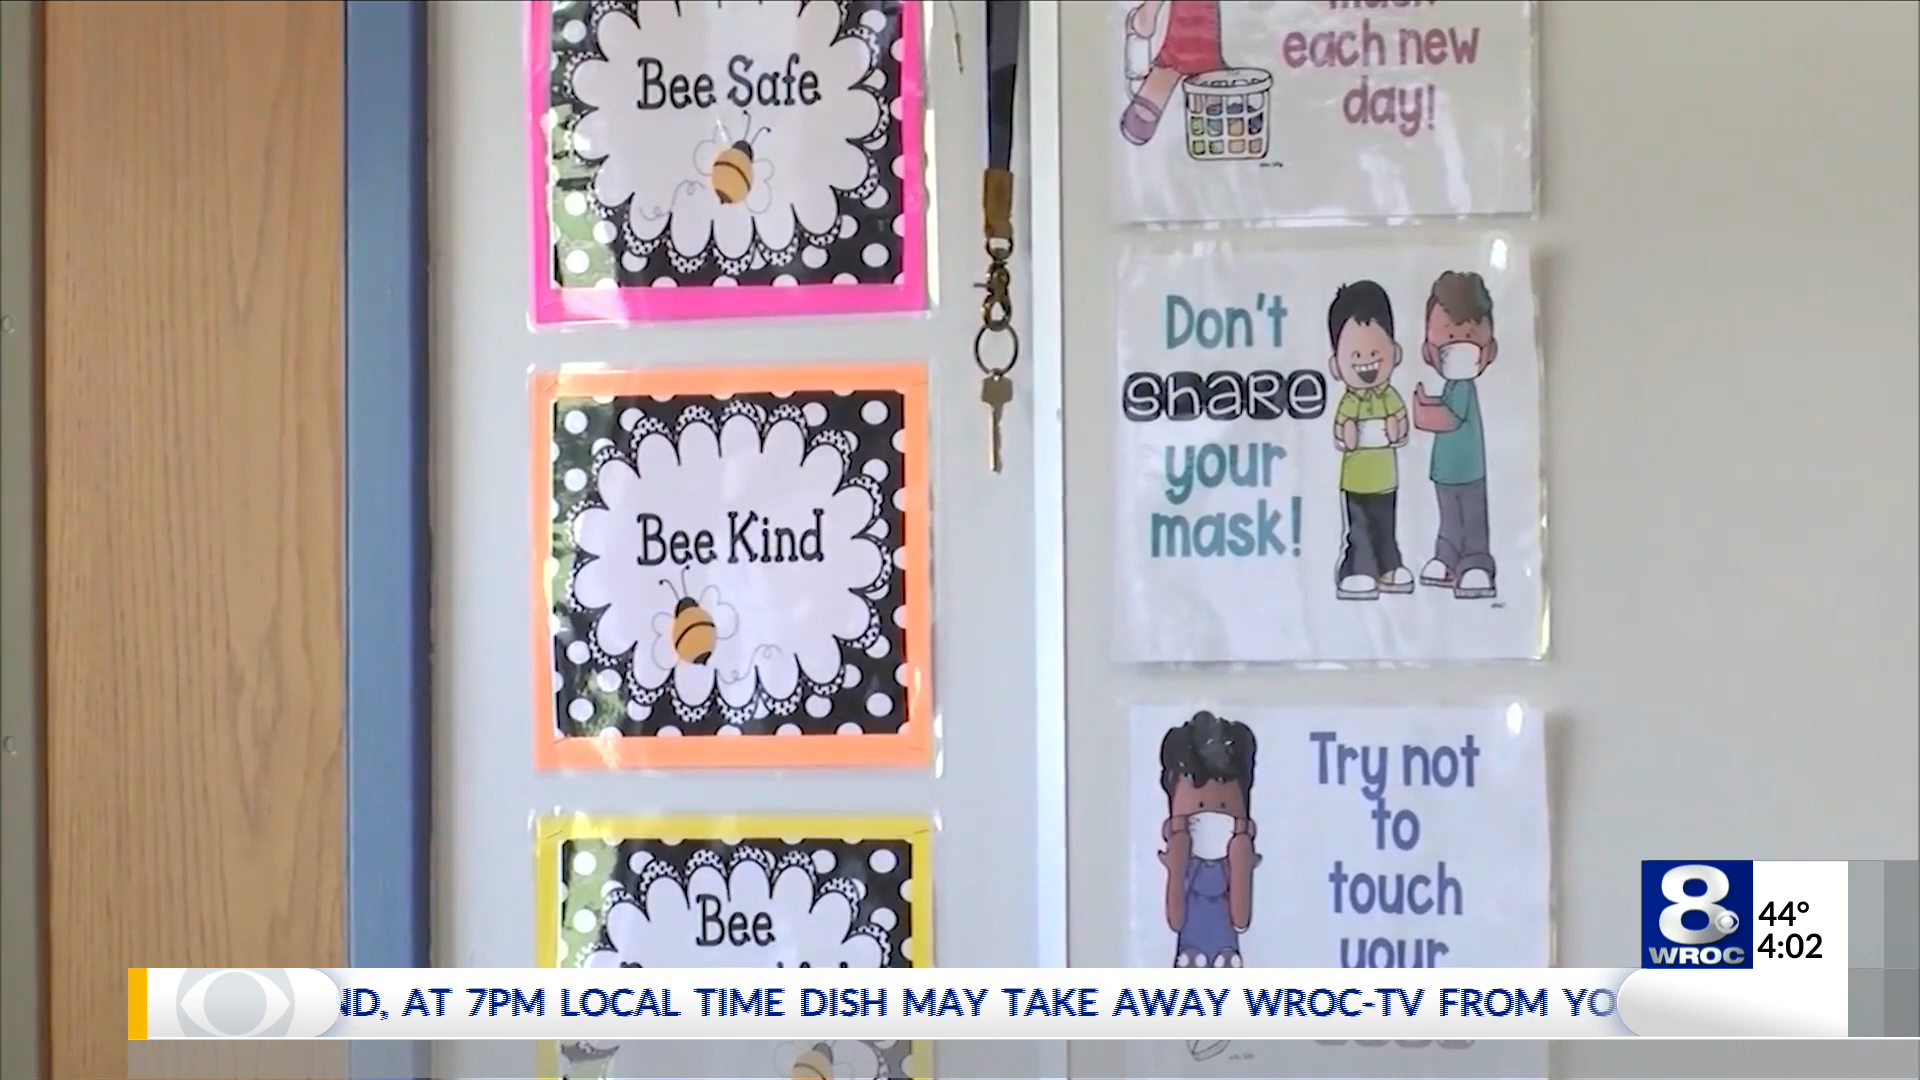 Bee Safe
each new
day!
Don't
share
your
mask!
Bee Kind
Try not
to
touch
your
Bee
8
WROC
44°
4:02
ND, AT 7PM LOCAL TIME DISH MAY TAKE AWAY WROC-TV FROM YO